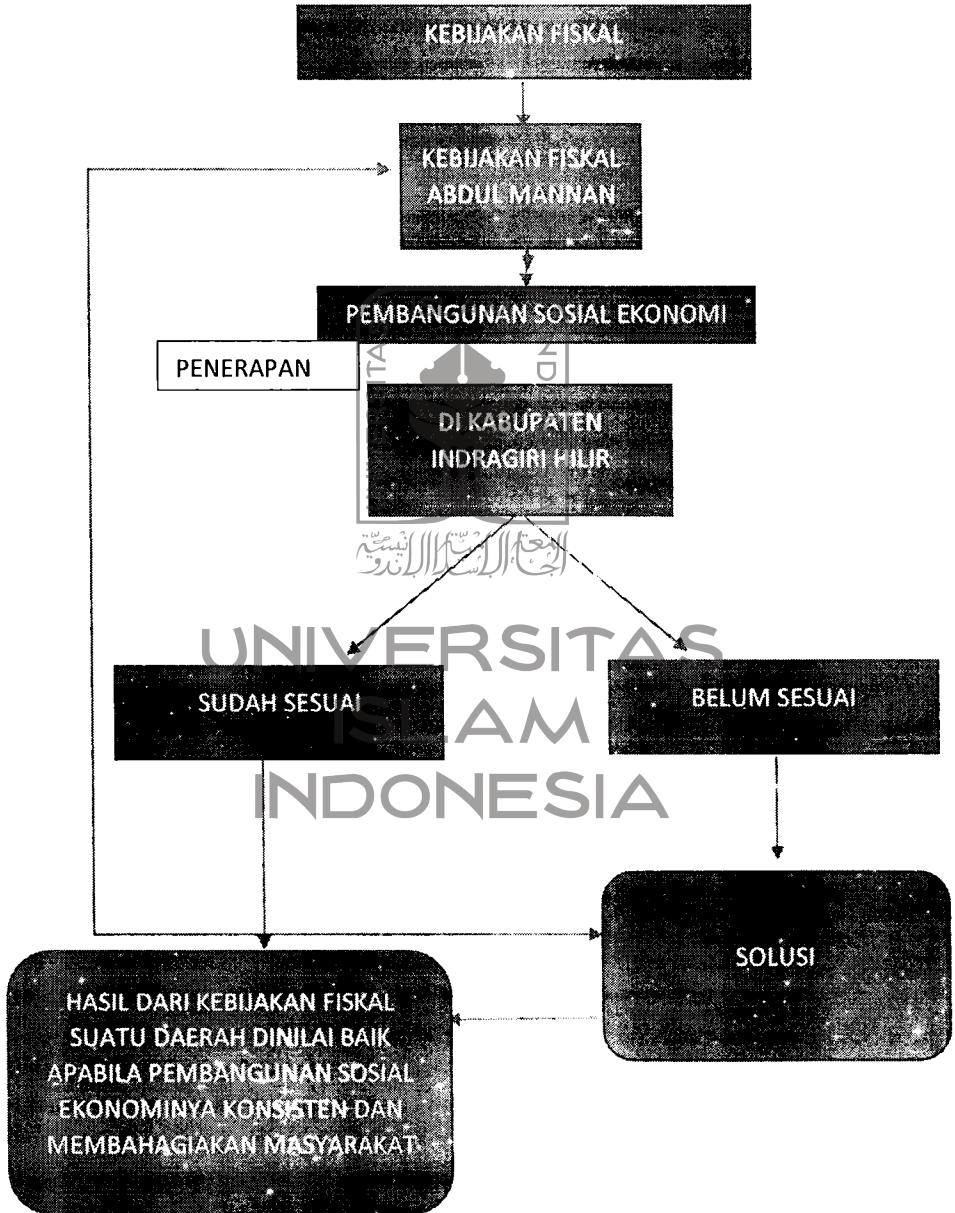 KEBIJAKAN FISKAL
KEBIJAKAN FISKAL
ABDUL MANNAN
PEMBANGUNAN SOSIAL EKONOMI
PENERAPAN
DI KABUPATEN
INDRAGIRI HILIR
UNIVERSITAS
ISLAM
INDONESIA
SUDAH SESUAI
BELUM SESUAI
SOLUSI
HASIL DARI KEBIJAKAN FISKAL
SUATU DAERAH DINILAI BAIK
APABILA PEMBANGUNAN SOSIAL
EKONOMINYA KONSISTEN DAN
MEMBAHAGIAKAN MASYARAKAT